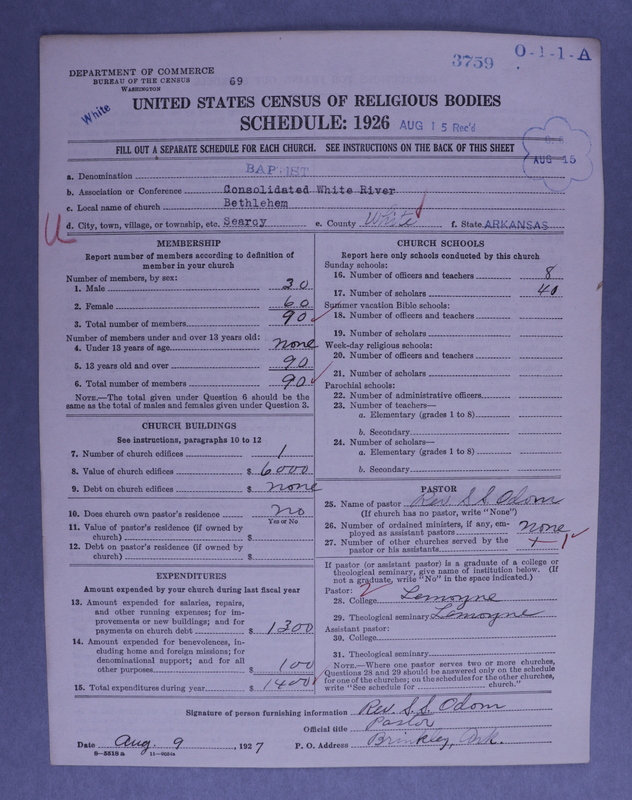 3759 O-1-1-A
DEPARTMENT OF COMMERCE
BUREAU OF THE CENSUS
WASHINGTON
69
White
UNITED STATES CENSUS OF RELIGIOUS BODIES
SCHEDULE: 1926 AUG 15 Rec'd
FILL OUT A SEPARATE SCHEDULE FOR EACH CHURCH. SEE INSTRUCTIONS ON THE BACK OF THIS SHEET
AUG 15
a. Denomination BAPTIST
b. Association or Conference Consolidated White River
c. Local name of church Bethlehem
d. City, town, village, or township, etc. Searcy e. County White f. State ARKANSAS
MEMBERSHIP
Report number of members according to definition of
member in your church
Number of members, by sex:
1. Male 30
2. Female 60
3. Total number of members 90
Number of members under and over 13 years old:
4. Under 13 years of age none
5. 13 years old and over 90
6. Total number of members 90
NOTE.—The total given under Question 6 should be the
same as the total of males and females given under Question 3.
CHURCH BUILDINGS
See instructions, paragraphs 10 to 12
7. Number of church edifices 1
8. Value of church edifices $ 6000
9. Debt on church edifices $ none
10. Does church own pastor's residence no
Yes or No
11. Value of pastor's residence (if owned by
church) $
12. Debt on pastor's residence (if owned by
church) $
EXPENDITURES
Amount expended by your church during last fiscal year
13. Amount expended for salaries, repairs,
and other running expenses; for im-
provements or new buildings; and for
payments on church debt $ 1300
14. Amount expended for benevolences, in-
cluding home and foreign missions; for
denominational support; and for all
other purposes $ 100
15. Total expenditures during year $ 1400
CHURCH SCHOOLS
Report here only schools conducted by this church
Sunday schools:
16. Number of officers and teachers 8
17. Number of scholars 40
Summer vacation Bible schools:
18. Number of officers and teachers
19. Number of scholars
Week-day religious schools:
20. Number of officers and teachers
21. Number of scholars
Parochial schools:
22. Number of administrative officers
23. Number of teachers—
a. Elementary (grades 1 to 8)
b. Secondary
24. Number of scholars—
a. Elementary (grades 1 to 8)
b. Secondary
PASTOR
25. Name of pastor Rev S.S. Odom
(If church has no pastor, write "None")
26. Number of ordained ministers, if any, em-
ployed as assistant pastors none
27. Number of other churches served by the
pastor or his assistants 1
If pastor (or assistant pastor) is a graduate of a college or
theological seminary, give name of institution below. (If
not a graduate, write "No" in the space indicated.)
Pastor: 2
28. College Lemoyne
29. Theological seminary Lemoyne
Assistant pastor:
30. College
31. Theological seminary
NOTE.—Where one pastor serves two or more churches,
Questions 28 and 29 should be answered only on the schedule
for one of the churches; on the schedules for the other churches,
write "See schedule for church."
Signature of person furnishing information Rev. S.S. Odom
Official title Pastor
Date Aug. 9, 1927 P. O. Address Brinkley, Ark.
8-5518a